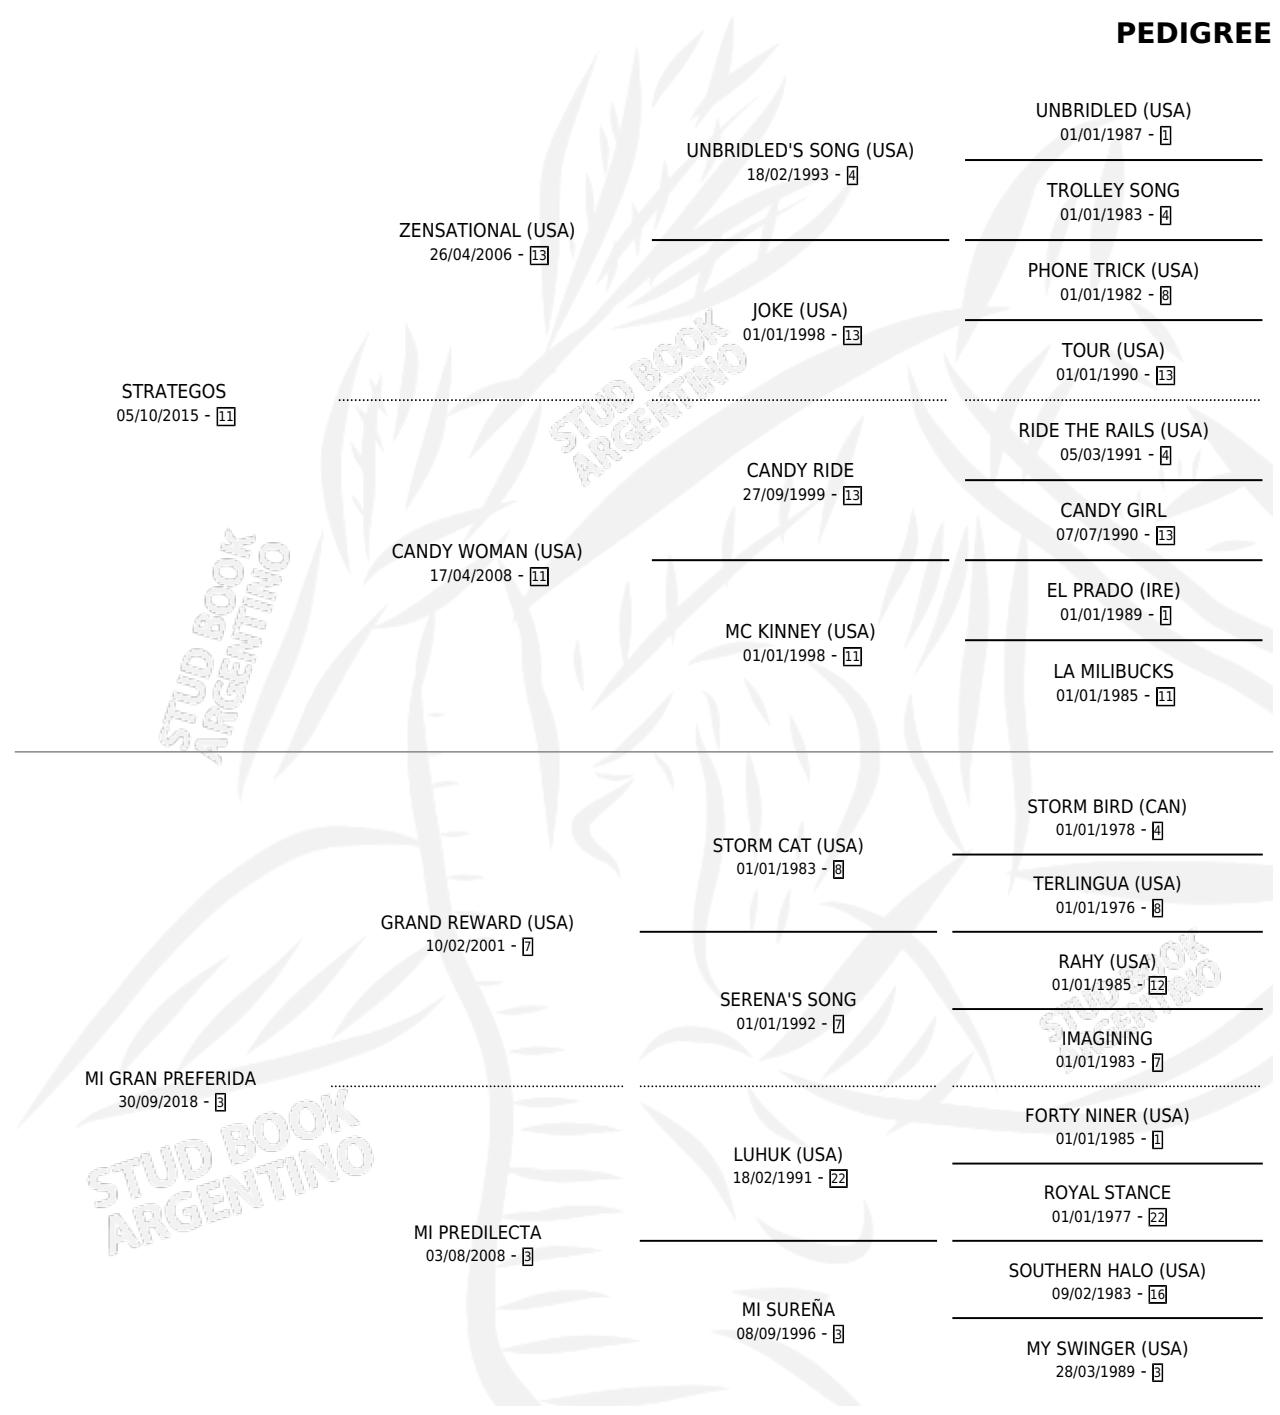 PEDIGREE
UNBRIDLED (USA)
01/01/1987 - 1
UNBRIDLED'S SONG (USA)
18/02/1993 - 4
TROLLEY SONG
01/01/1983 - 4
ZENSATIONAL (USA)
26/04/2006 - 13
PHONE TRICK (USA)
01/01/1982 - 8
JOKE (USA)
01/01/1998 - 13
TOUR (USA)
01/01/1990 - 13
STRATEGOS
05/10/2015 - 11
RIDE THE RAILS (USA)
05/03/1991 - 4
CANDY RIDE
27/09/1999 - 13
CANDY GIRL
07/07/1990 - 13
CANDY WOMAN (USA)
17/04/2008 - 11
EL PRADO (IRE)
01/01/1989 - 1
MC KINNEY (USA)
01/01/1998 - 11
LA MILIBUCKS
01/01/1985 - 11
STORM BIRD (CAN)
01/01/1978 - 4
STORM CAT (USA)
01/01/1983 - 8
TERLINGUA (USA)
01/01/1976 - 8
GRAND REWARD (USA)
10/02/2001 - 7
RAHY (USA)
01/01/1985 - 12
SERENA'S SONG
01/01/1992 - 7
IMAGINING
01/01/1983 - 7
MI GRAN PREFERIDA
30/09/2018 - 3
FORTY NINER (USA)
01/01/1985 - 1
LUHUK (USA)
18/02/1991 - 22
ROYAL STANCE
01/01/1977 - 22
MI PREDILECTA
03/08/2008 - 3
SOUTHERN HALO (USA)
09/02/1983 - 16
MI SUREÑA
08/09/1996 - 3
MY SWINGER (USA)
28/03/1989 - 3
STUD BOOK
ARGENTINO
STUD BOOK
ARGENTINO
STUD BOOK
ARGENTINO
STUD BOOK
ARGENTINO